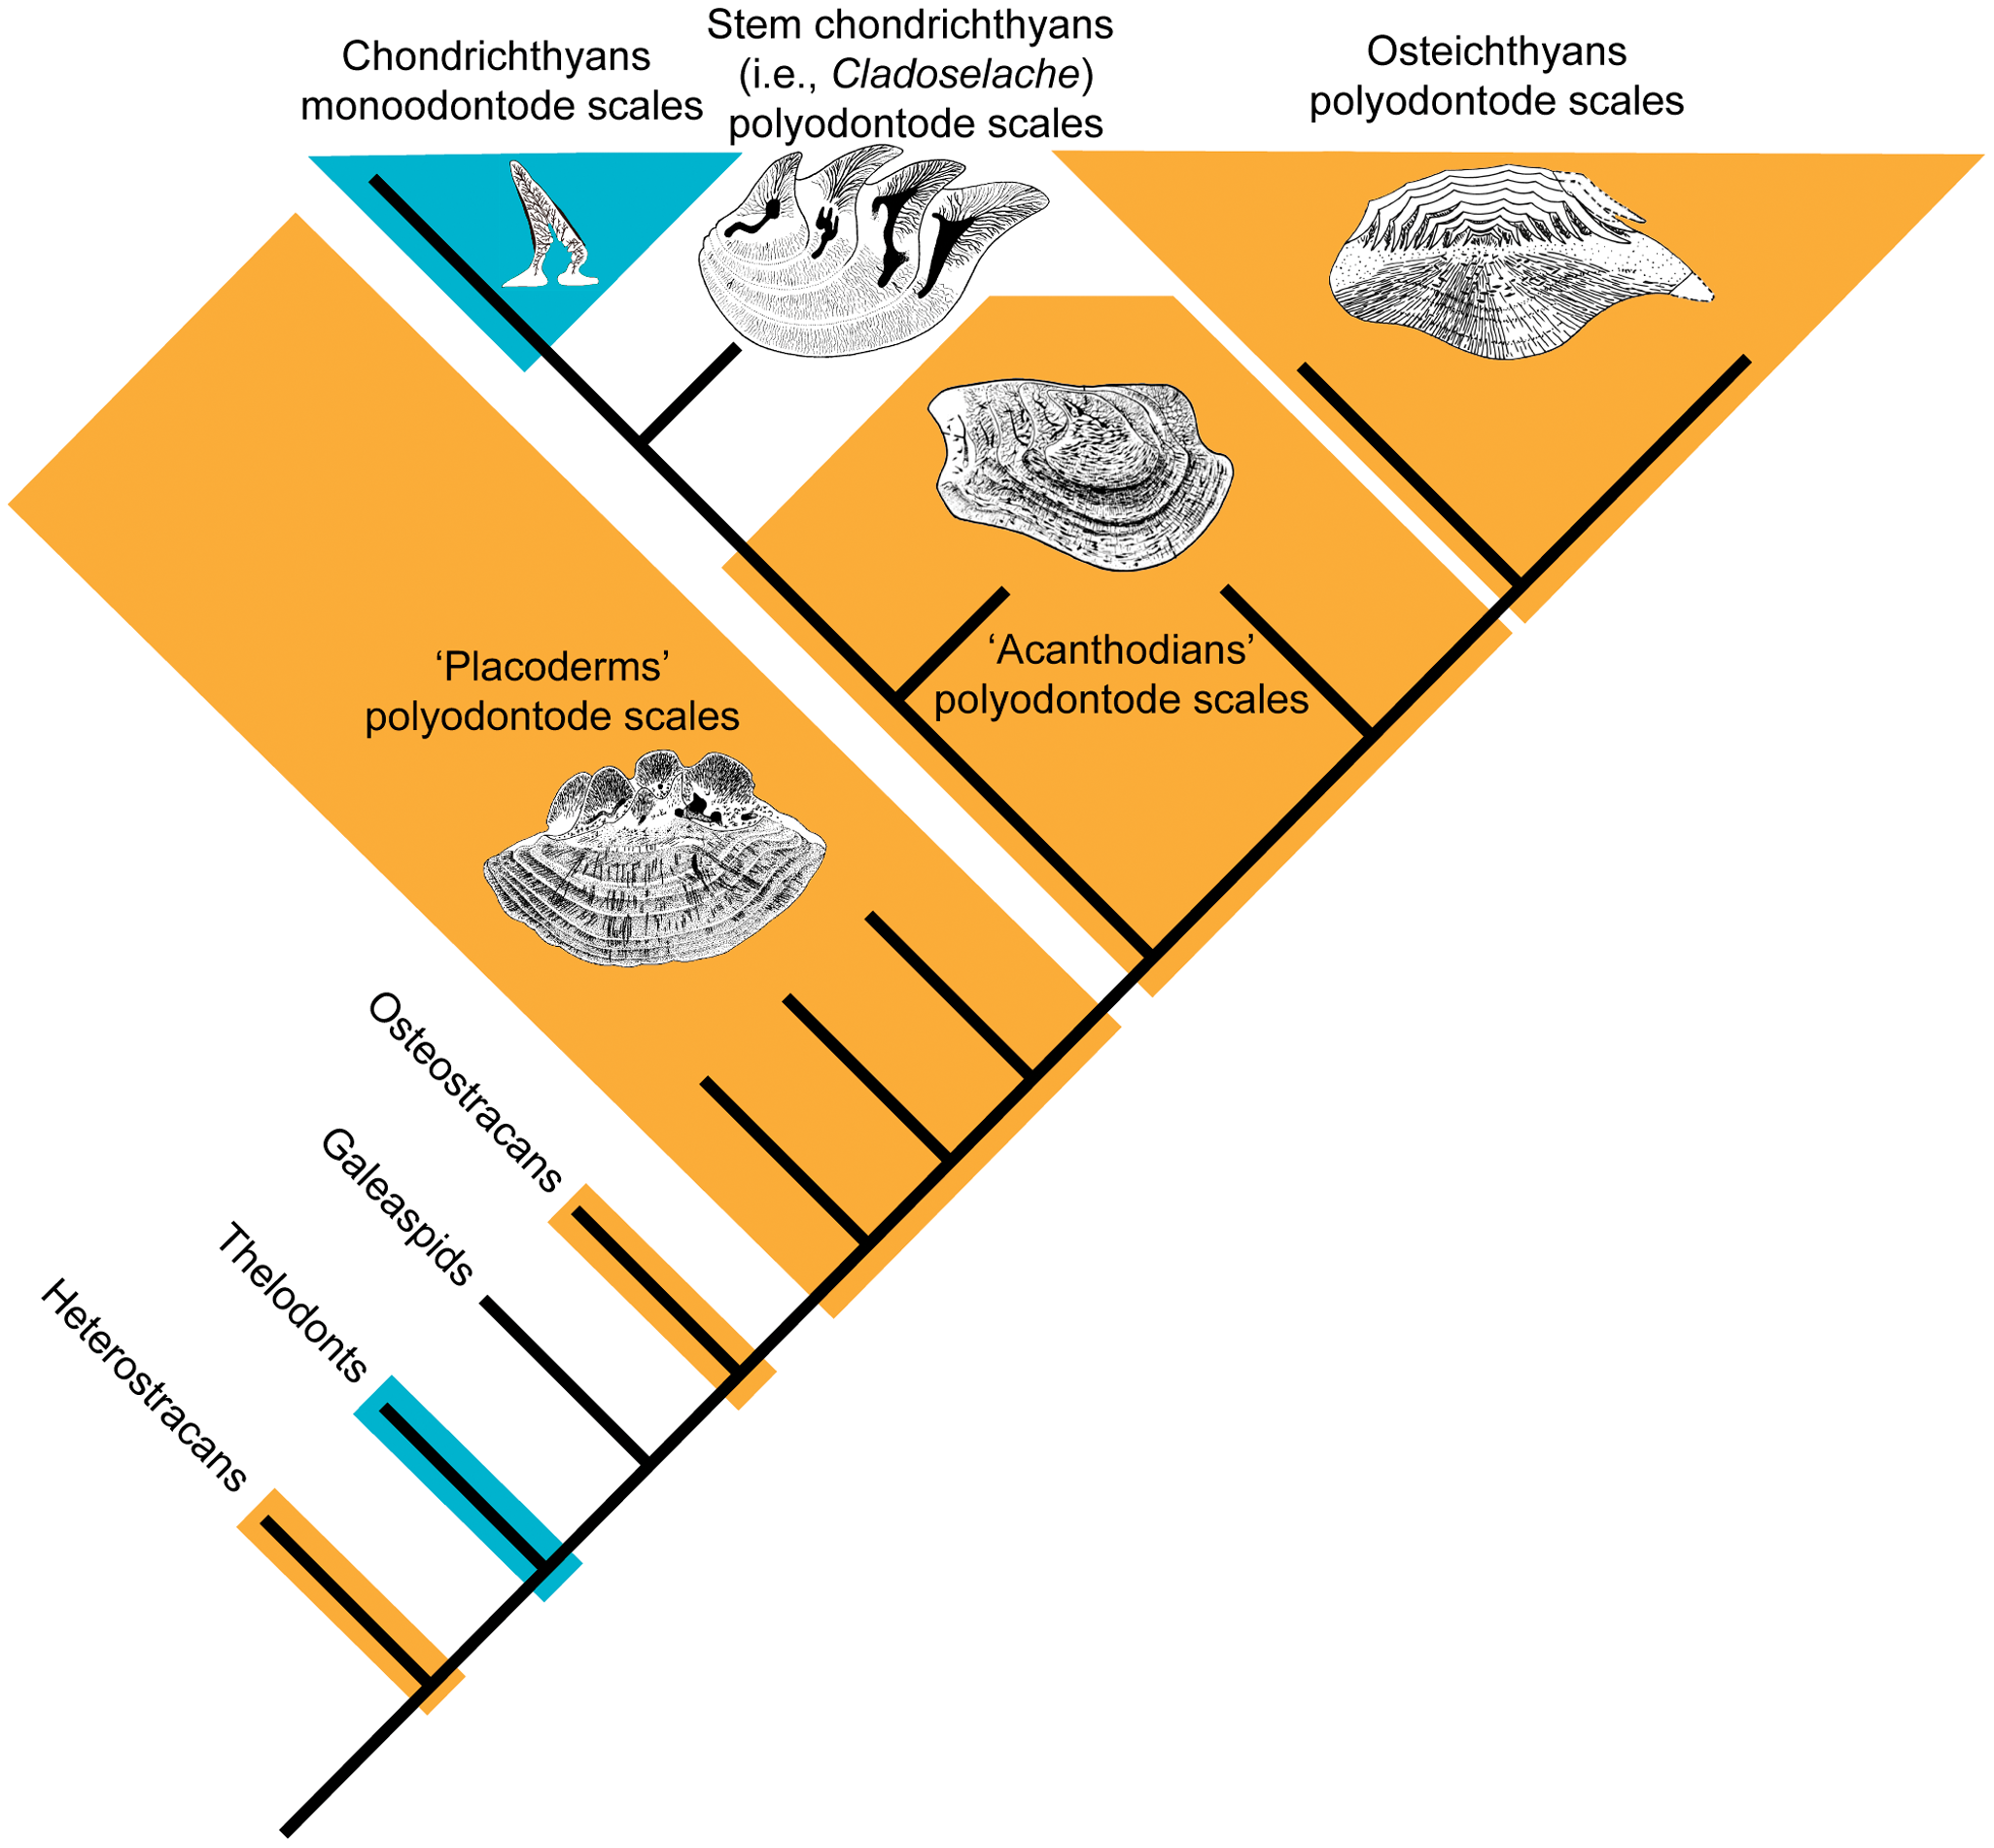 Chondrichthyans
monoodontode scales
Stem chondrichthyans
(i.e., Cladoselache)
polyodontode scales
Osteichthyans
polyodontode scales
‘Acanthodians’
polyodontode scales
‘Placoderms’
polyodontode scales
Osteostracans
Galeaspids
Thelodonts
Heterostracans